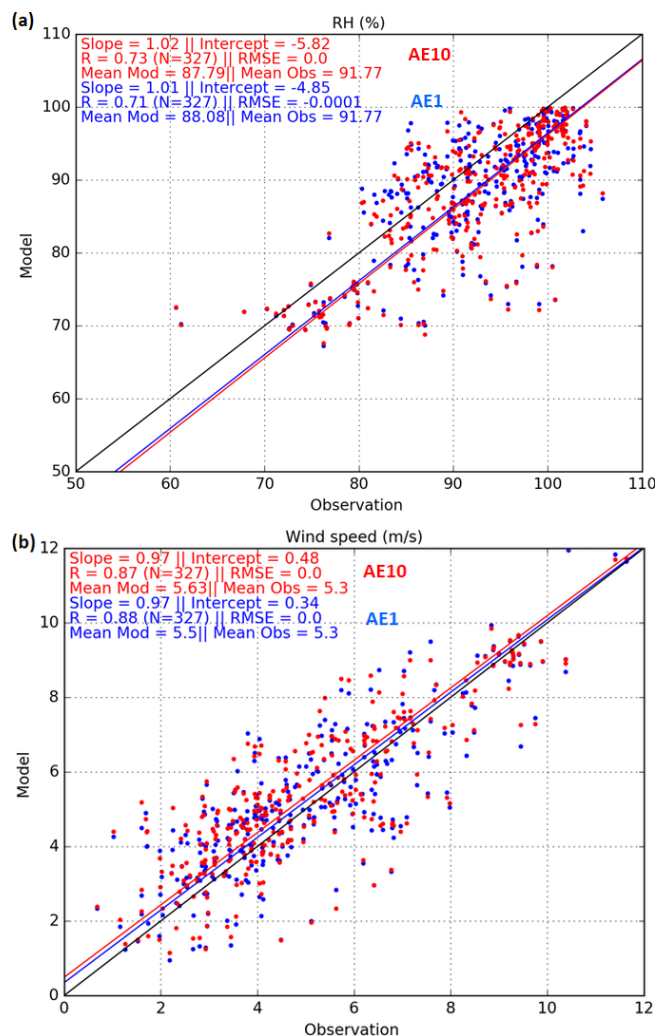 (a)
RH (%)
Slope = 1.02 || Intercept = -5.82
R = 0.73 (N=327) || RMSE = 0.0
Mean Mod = 87.79|| Mean Obs = 91.77
Slope = 1.01 || Intercept = -4.85
R = 0.71 (N=327) || RMSE = -0.0001
Mean Mod = 88.08|| Mean Obs = 91.77
AE10
AE1
110
100
90
80
70
60
50
Model
50 60 70 80 90 100 110
Observation
(b)
Wind speed (m/s)
Slope = 0.97 || Intercept = 0.48
R = 0.87 (N=327) || RMSE = 0.0
Mean Mod = 5.63|| Mean Obs = 5.3
Slope = 0.97 || Intercept = 0.34
R = 0.88 (N=327) || RMSE = 0.0
Mean Mod = 5.5|| Mean Obs = 5.3
AE10
AE1
12
10
8
6
4
2
0
Model
0 2 4 6 8 10 12
Observation